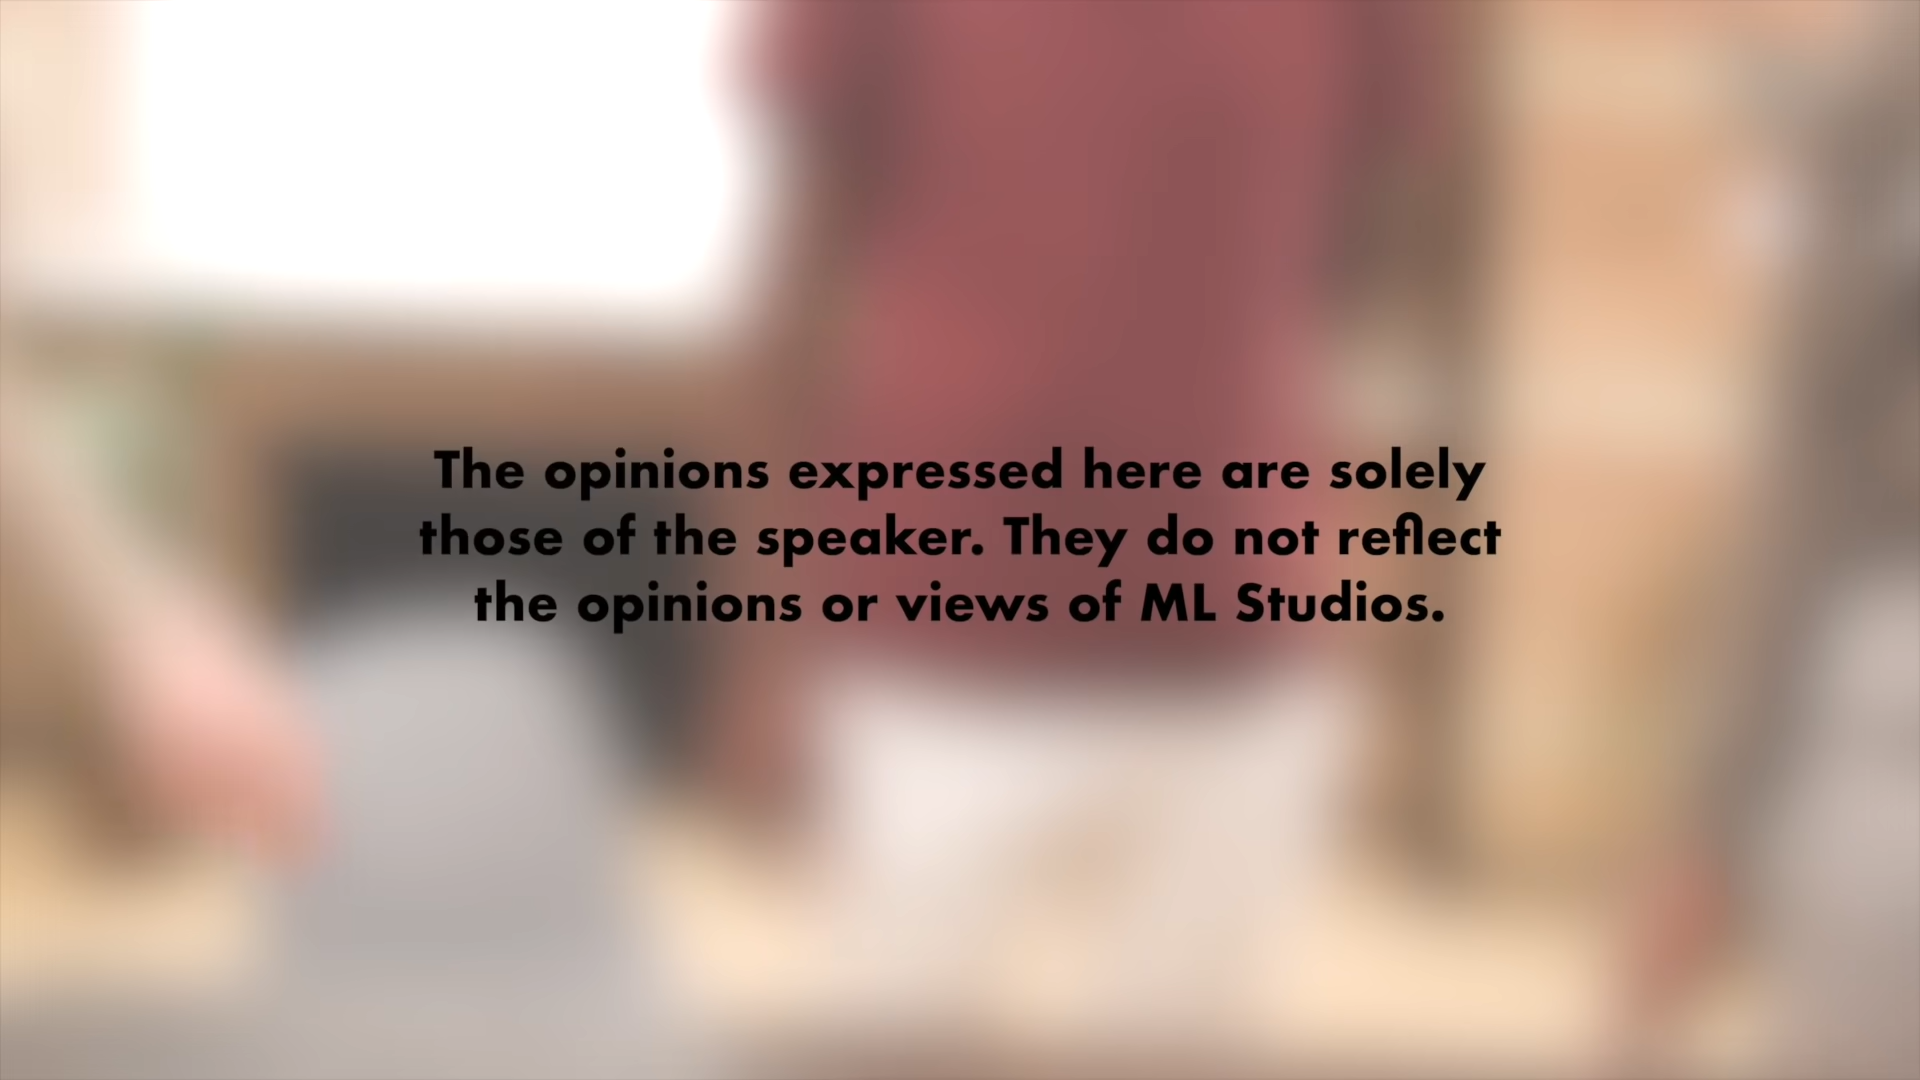 The opinions expressed here are solely
those of the speaker. They do not reflect
the opinions or views of ML Studios.